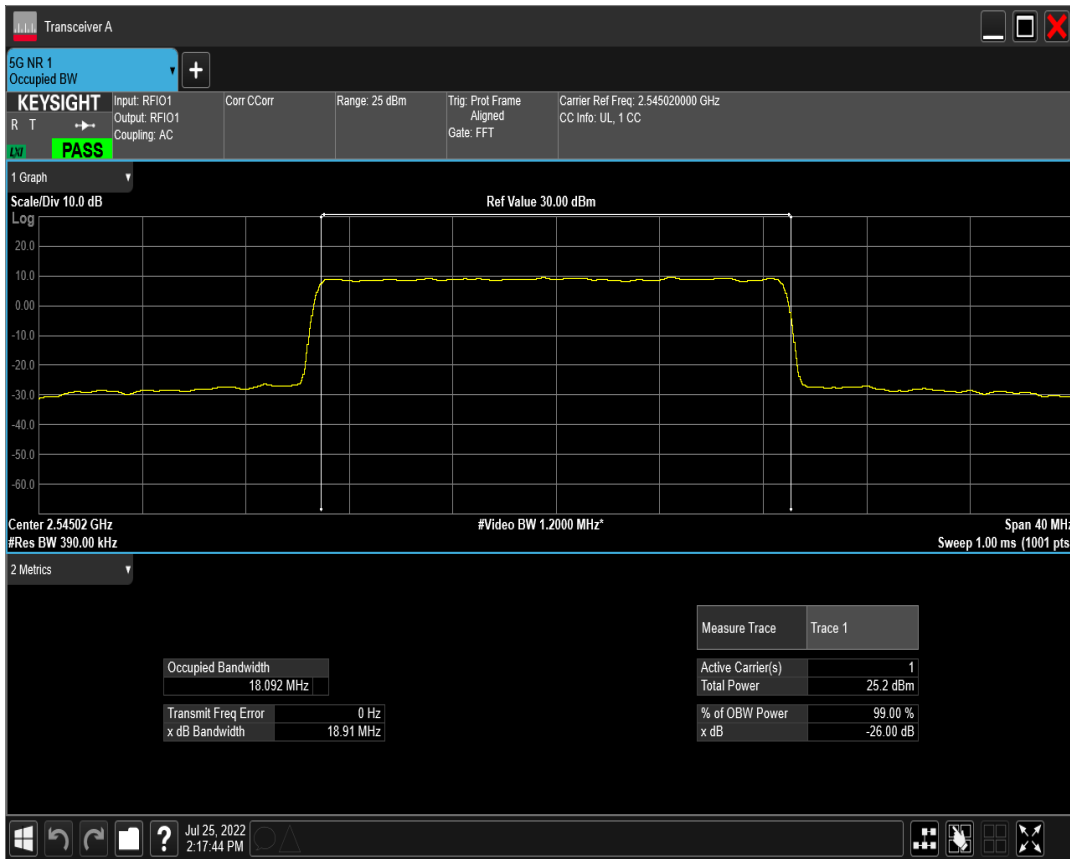 Transceiver A
5G NR 1
Occupied BW
KEYSIGHT
R T
LXI
PASS
Input: RFIO1
Output: RFIO1
Coupling: AC
Corr CCorr
Range: 25 dBm
Trig: Prot Frame
Aligned
Gate: FFT
Carrier Ref Freq: 2.545020000 GHz
CC Info: UL, 1 CC
1 Graph
Scale/Div 10.0 dB
Ref Value 30.00 dBm
Log
20.0
10.0
0.00
-10.0
-20.0
-30.0
-40.0
-50.0
-60.0
Center 2.54502 GHz
#Video BW 1.2000 MHz*
Span 40 MHz
#Res BW 390.00 kHz
Sweep 1.00 ms (1001 pts
2 Metrics
Measure Trace Trace 1
Occupied Bandwidth
18.092 MHz
Active Carrier(s) 1
Total Power 25.2 dBm
Transmit Freq Error 0 Hz
x dB Bandwidth 18.91 MHz
% of OBW Power 99.00 %
x dB -26.00 dB
?
Jul 25, 2022
2:17:44 PM